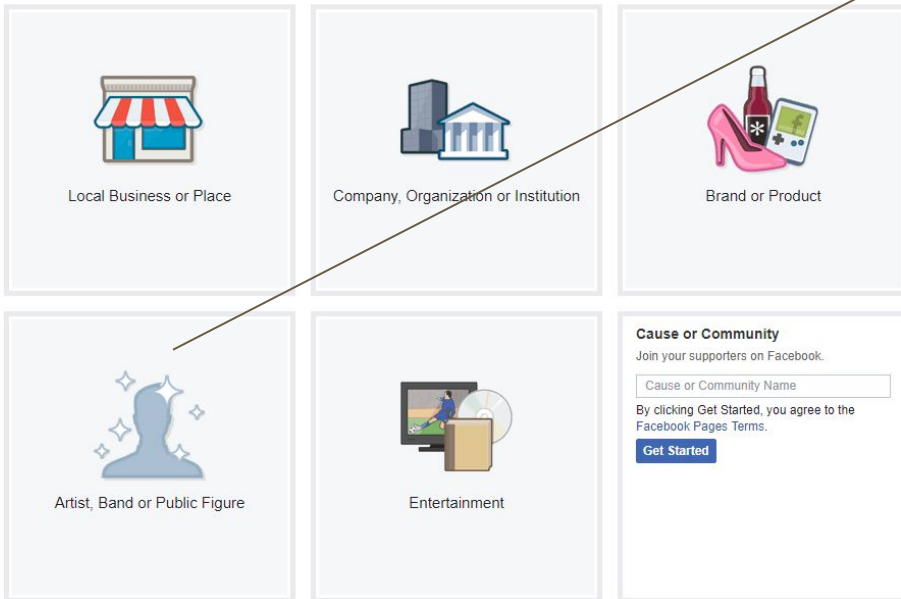 Local Business or Place
Company, Organization or Institution
Brand or Product
Artist, Band or Public Figure
Entertainment
Cause or Community
Join your supporters on Facebook.
Cause or Community Name
By clicking Get Started, you agree to the
Facebook Pages Terms.
Get Started